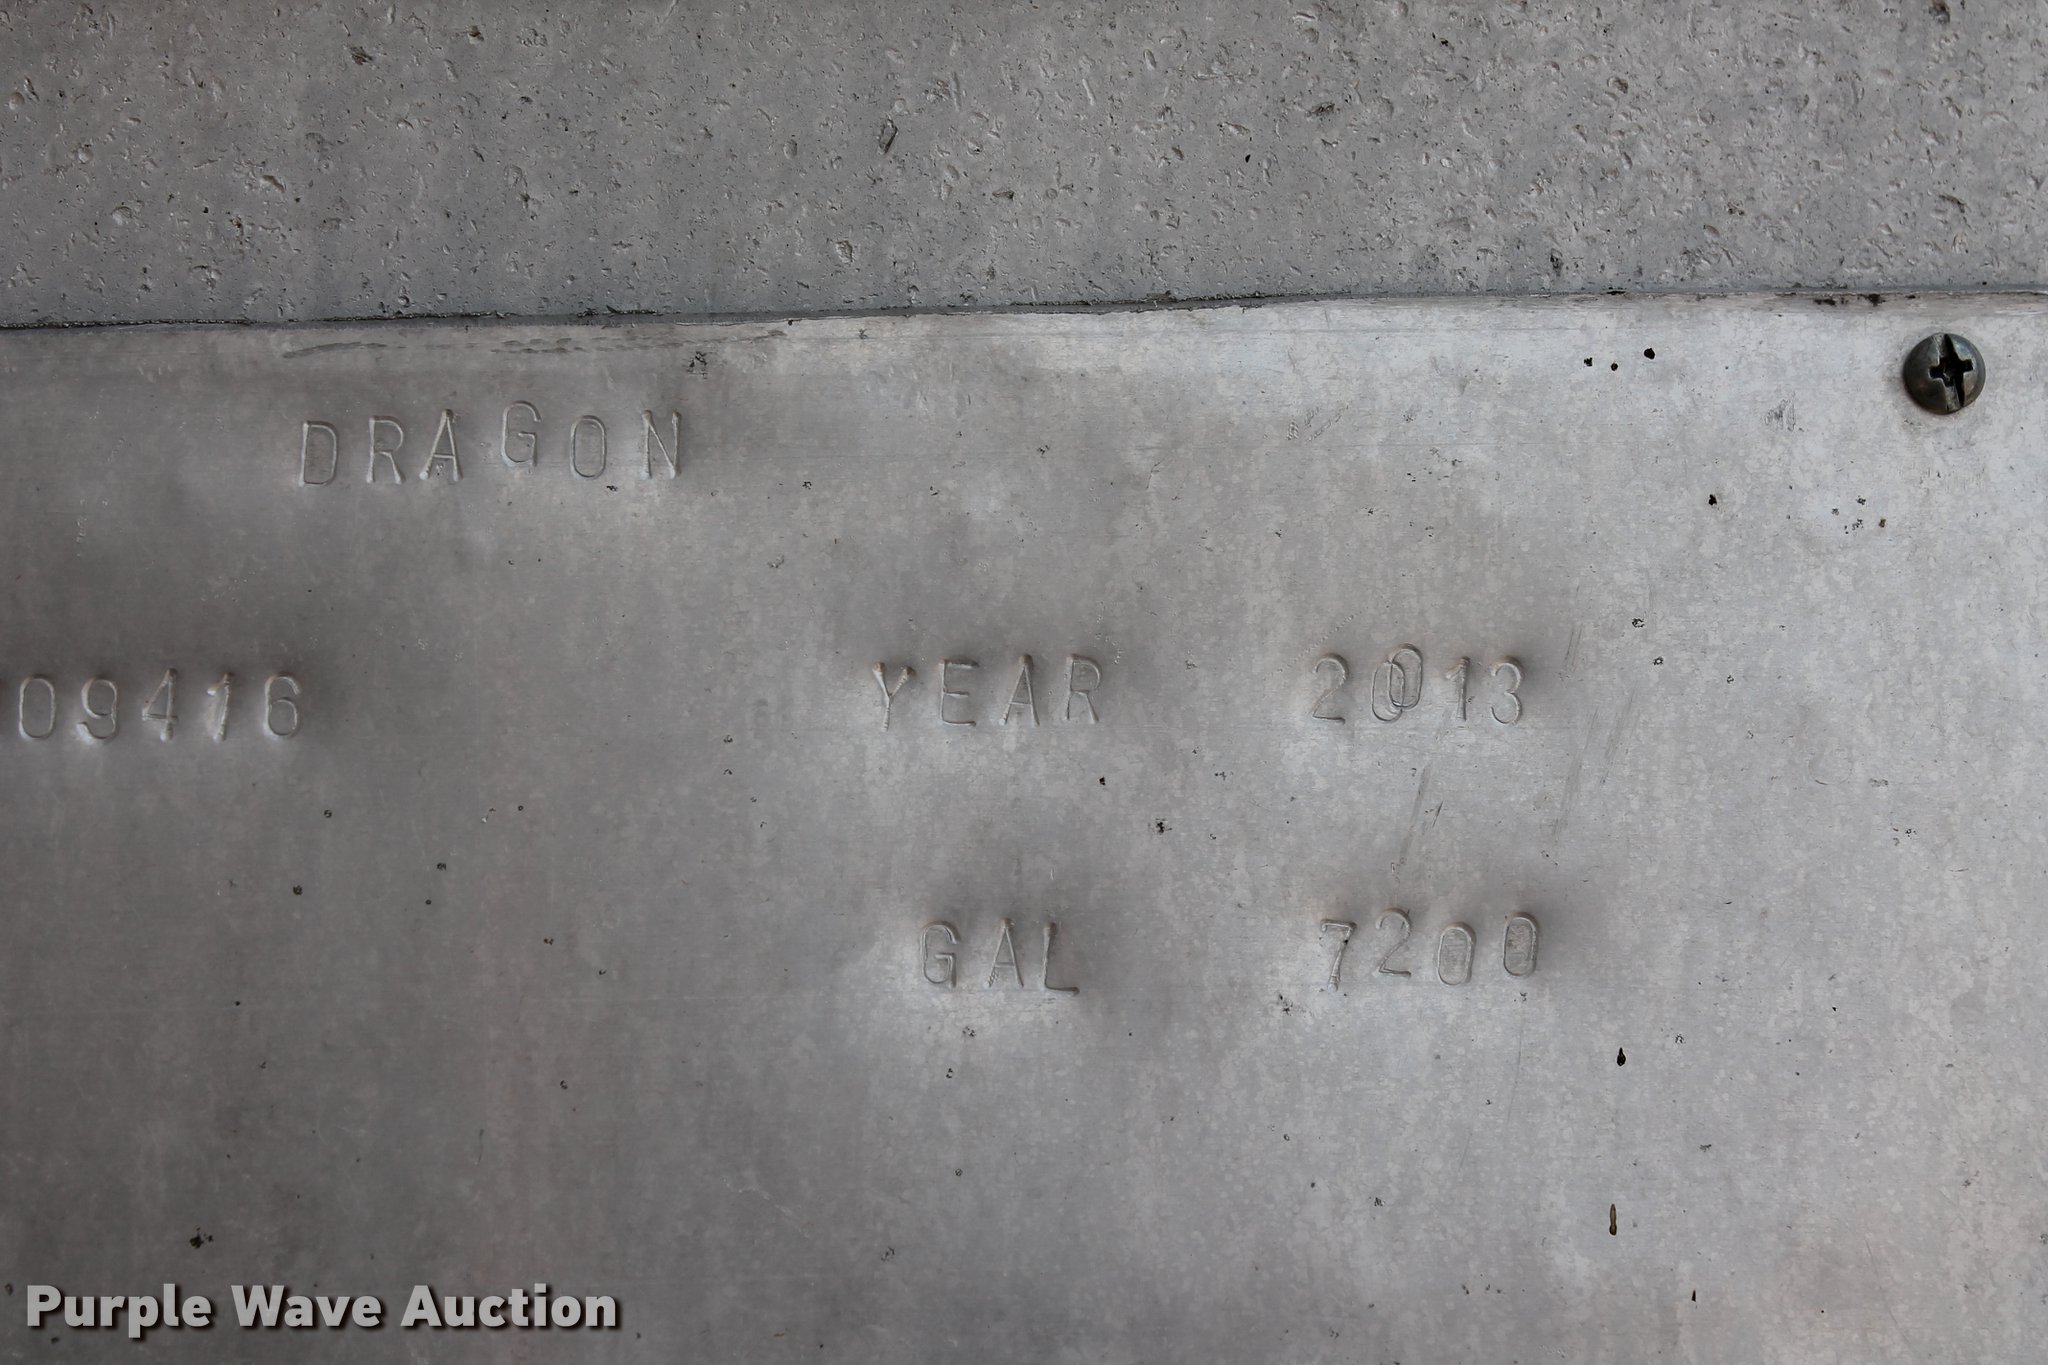 DRAGON
09416 YEAR 2013
GAL 7200
Purple Wave Auction